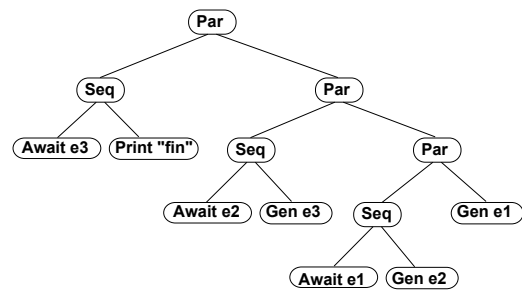 Par
Seq
Par
Await e3
Print "fin"
Seq
Par
Await e2
Gen e3
Seq
Gen e1
Await e1
Gen e2